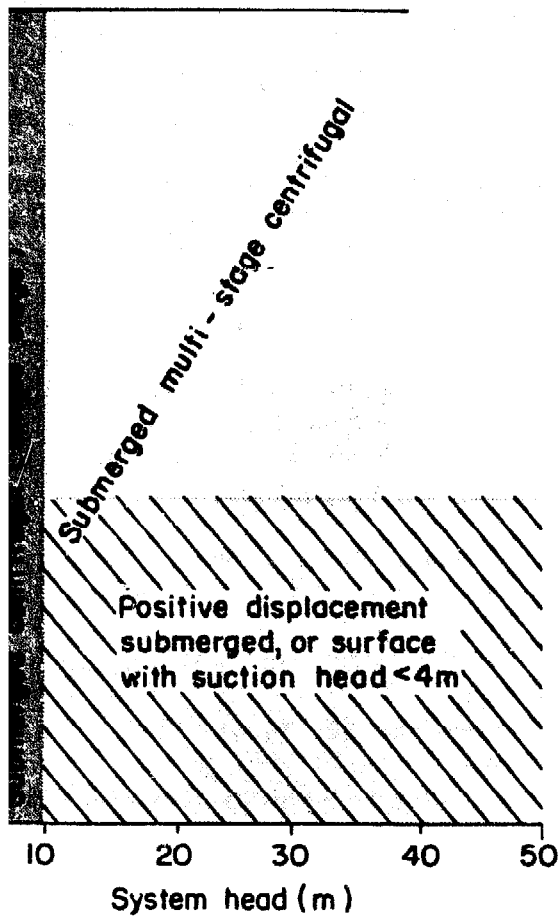 Submerged multi-stage centrifugal
Positive displacement
submerged, or surface
with suction head <4m
10 20 30 40 50
System head (m)